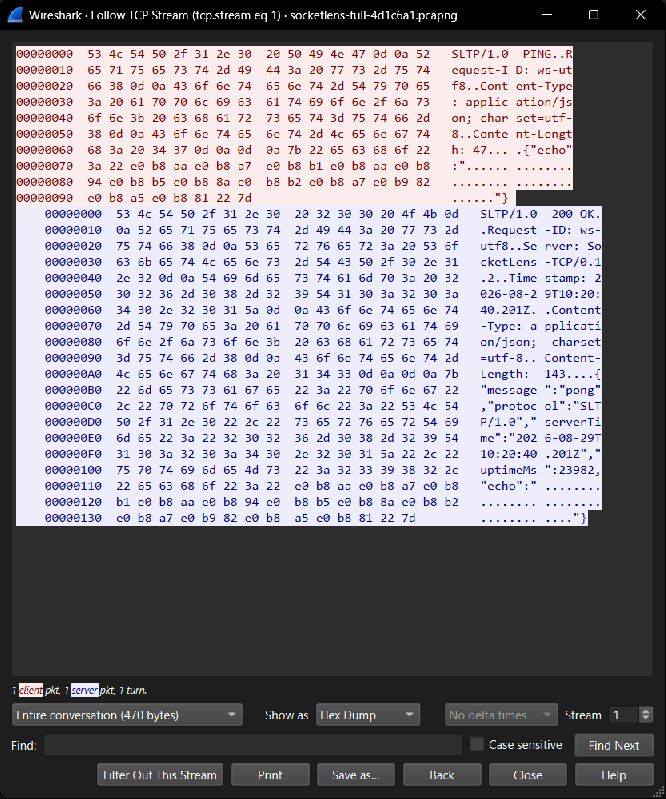 Wireshark · Follow TCP Stream (tcp.stream eq 1) · socketlens-full-4d1c6a1.pcapng
00000000 53 4c 54 50 2f 31 2e 30 20 50 49 4e 47 0d 0a 52 SLTP/1.0 PING..R
00000010 65 71 75 65 73 74 2d 49 44 3a 20 77 73 2d 75 74 equest-I D: ws-ut
00000020 66 38 0d 0a 43 6f 6e 74 65 6e 74 2d 54 79 70 65 f8..Cont ent-Type
00000030 3a 20 61 70 70 6c 69 63 61 74 69 6f 6e 2f 6a 73 : applic ation/js
00000040 6f 6e 3b 20 63 68 61 72 73 65 74 3d 75 74 66 2d on; char set=utf-
00000050 38 0d 0a 43 6f 6e 74 65 6e 74 2d 4c 65 6e 67 74 8..Conte nt-Lengt
00000060 68 3a 20 34 37 0d 0a 0d 0a 7b 22 65 63 68 6f 22 h: 47... .{"echo"
00000070 3a 22 e0 b8 aa e0 b8 a7 e0 b8 b1 e0 b8 aa e0 b8 :"...... ........
00000080 94 e0 b8 b5 e0 b8 8a e0 b8 b2 e0 b8 a7 e0 b9 82 ........ ........
00000090 e0 b8 a5 e0 b8 81 22 7d ......"}
00000000 53 4c 54 50 2f 31 2e 30 20 32 30 30 20 4f 4b 0d SLTP/1.0 200 OK.
00000010 0a 52 65 71 75 65 73 74 2d 49 44 3a 20 77 73 2d .Request -ID: ws-
00000020 75 74 66 38 0d 0a 53 65 72 76 65 72 3a 20 53 6f utf8..Se rver: So
00000030 63 6b 65 74 4c 65 6e 73 2d 54 43 50 2f 30 2e 31 cketLens -TCP/0.1
00000040 2e 32 0d 0a 54 69 6d 65 73 74 61 6d 70 3a 20 32 .2..Time stamp: 2
00000050 30 32 36 2d 30 38 2d 32 39 54 31 30 3a 32 30 3a 026-08-2 9T10:20:
00000060 34 30 2e 32 30 31 5a 0d 0a 43 6f 6e 74 65 6e 74 40.201Z. .Content
00000070 2d 54 79 70 65 3a 20 61 70 70 6c 69 63 61 74 69 -Type: a pplicati
00000080 6f 6e 2f 6a 73 6f 6e 3b 20 63 68 61 72 73 65 74 on/json; charset
00000090 3d 75 74 66 2d 38 0d 0a 43 6f 6e 74 65 6e 74 2d =utf-8.. Content-
000000A0 4c 65 6e 67 74 68 3a 20 31 34 33 0d 0a 0d 0a 7b Length: 143....{
000000B0 22 6d 65 73 73 61 67 65 22 3a 22 70 6f 6e 67 22 "message ":"pong"
000000C0 2c 22 70 72 6f 74 6f 63 6f 6c 22 3a 22 53 4c 54 ,"protoc ol":"SLT
000000D0 50 2f 31 2e 30 22 2c 22 73 65 72 76 65 72 54 69 P/1.0"," serverTi
000000E0 6d 65 22 3a 22 32 30 32 36 2d 30 38 2d 32 39 54 me":"202 6-08-29T
000000F0 31 30 3a 32 30 3a 34 30 2e 32 30 31 5a 22 2c 22 10:20:40 .201Z","
00000100 75 70 74 69 6d 65 4d 73 22 3a 32 33 39 38 32 2c uptimeMs ":23982,
00000110 22 65 63 68 6f 22 3a 22 e0 b8 aa e0 b8 a7 e0 b8 "echo":" ........
00000120 b1 e0 b8 aa e0 b8 94 e0 b8 b5 e0 b8 8a e0 b8 b2 ........ ........
00000130 e0 b8 a7 e0 b9 82 e0 b8 a5 e0 b8 81 22 7d ........ ...."}
1 client pkt, 1 server pkt, 1 turn.
Entire conversation (470 bytes) Show as Hex Dump No delta times Stream 1
Find: Case sensitive Find Next
Filter Out This Stream Print Save as... Back Close Help